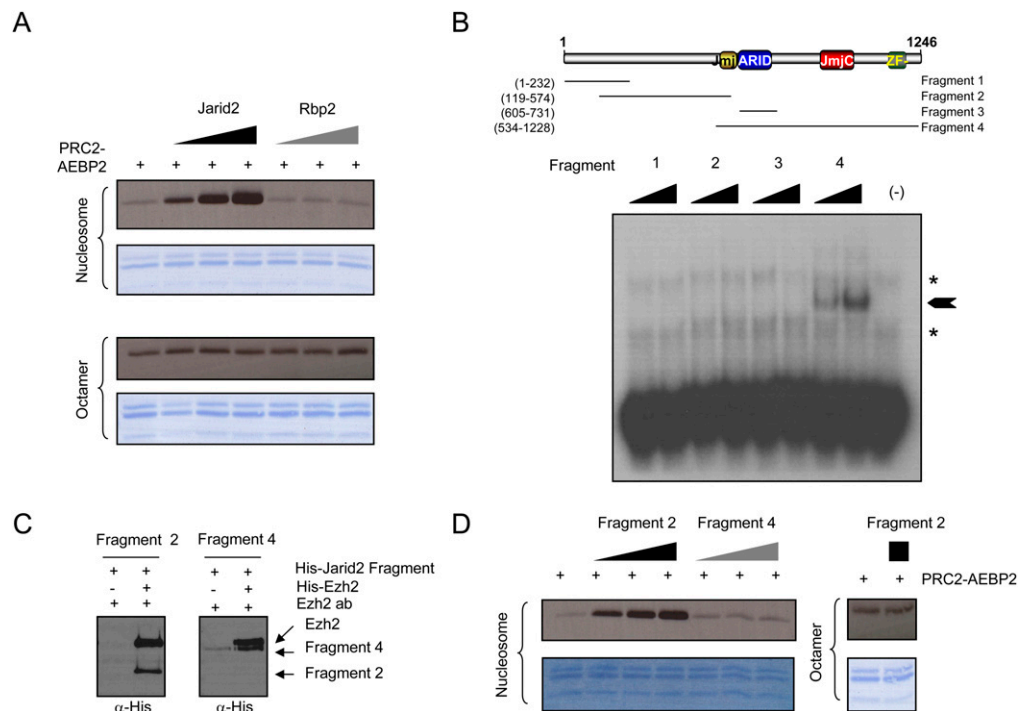 A
Jarid2 Rbp2
PRC2-
AEBP2 + + + + + + +
Nucleosome
Octamer
B
1 1246
Jmj ARID JmjC ZF
(1-232) Fragment 1
(119-574) Fragment 2
(605-731) Fragment 3
(534-1228) Fragment 4
Fragment 1 2 3 4 (-)
*
*
C
Fragment 2 Fragment 4
+ + + + His-Jarid2 Fragment
- + - + His-Ezh2
+ + + + Ezh2 ab
Ezh2
Fragment 4
Fragment 2
α-His α-His
D
Fragment 2 Fragment 4 Fragment 2
+ + + + + + + + + PRC2-AEBP2
Nucleosome
Octamer